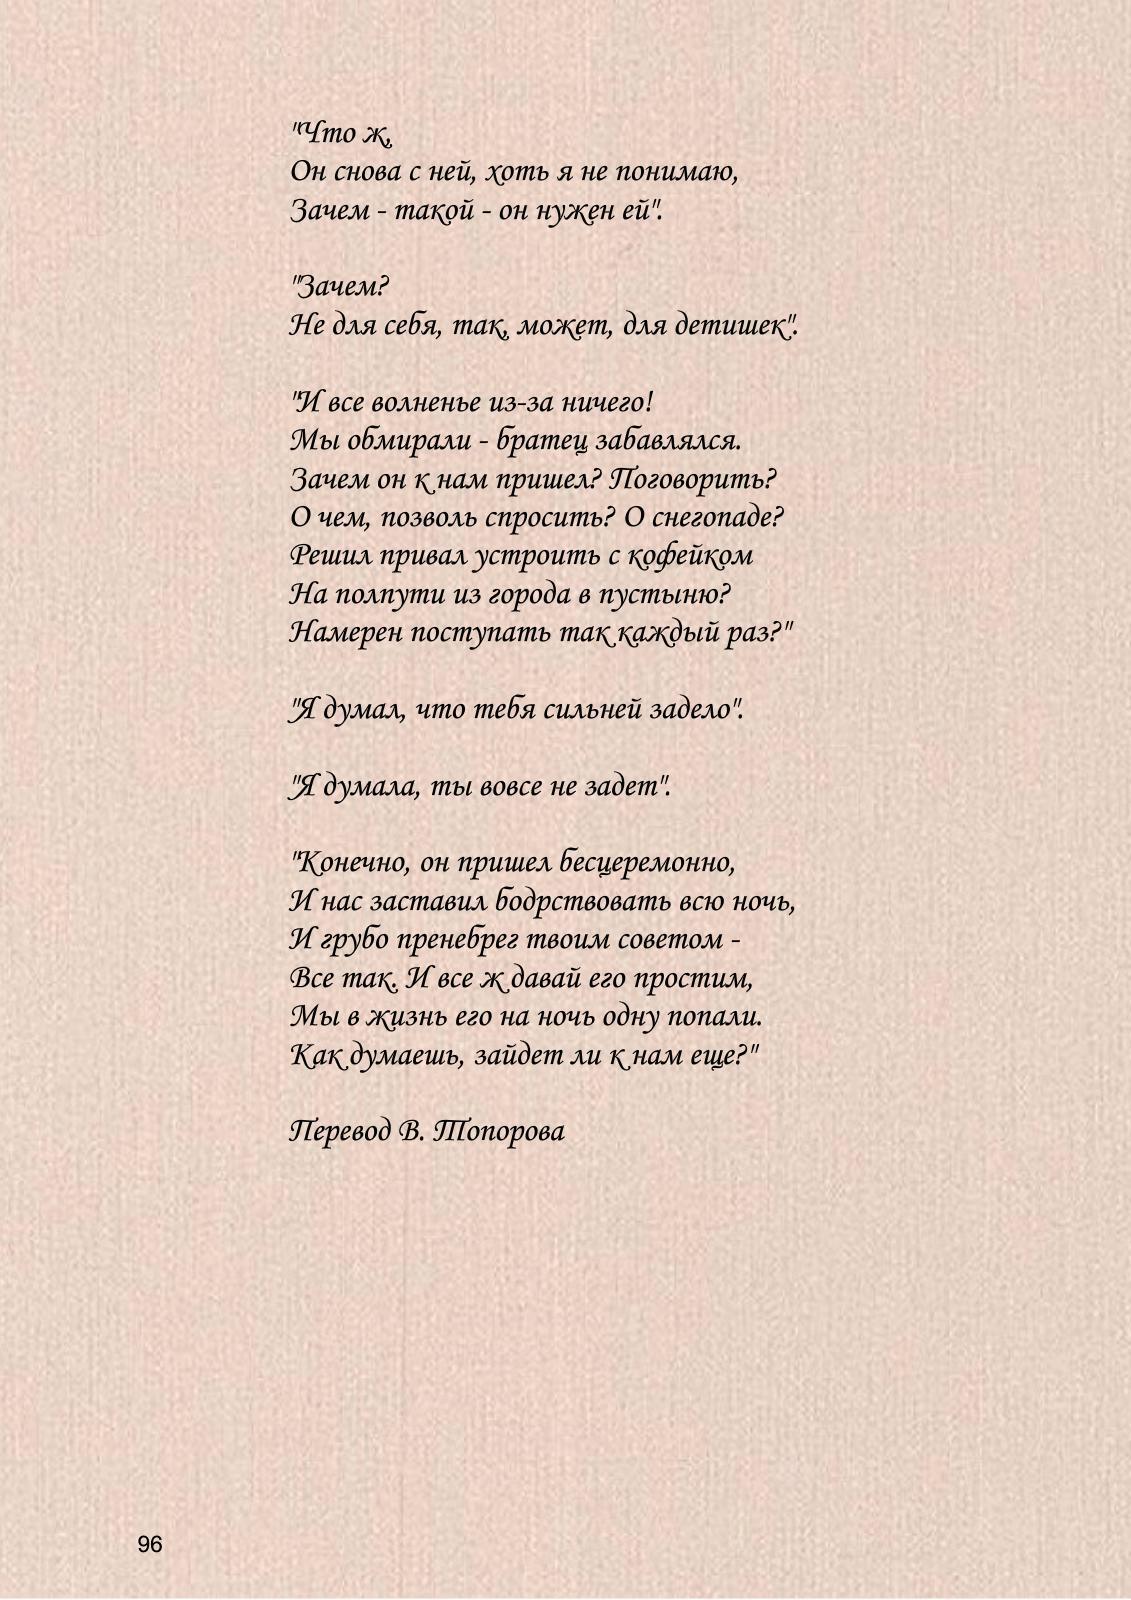 "Что ж,
Он снова с ней, хоть я не понимаю,
Зачем - такой - он нужен ей".
"Зачем?
Не для себя, так, может, для детишек".
"И все волненье из-за ничего!
Мы обмирали - братец забавлялся.
Зачем он к нам пришел? Поговорить?
О чем, позволь спросить? О снегопаде?
Решил привал устроить с кофейком
На полпути из города в пустыню?
Намерен поступать так каждый раз?"
"Я думал, что тебя сильней задело".
"Я думала, ты вовсе не задет".
"Конечно, он пришел бесцеремонно,
И нас заставил бодрствовать всю ночь,
И грубо пренебрег твоим советом -
Все так. И все ж давай его простим,
Мы в жизнь его на ночь одну попали.
Как думаешь, зайдет ли к нам еще?"
Перевод В. Топорова
96